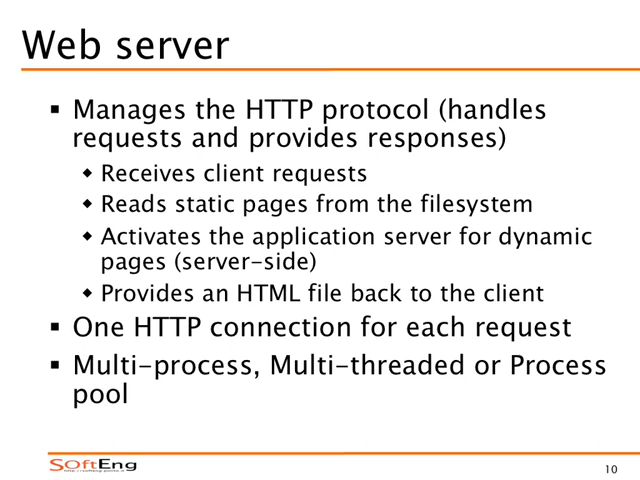 Web server
▪ Manages the HTTP protocol (handles
requests and provides responses)
◆ Receives client requests
◆ Reads static pages from the filesystem
◆ Activates the application server for dynamic
pages (server-side)
◆ Provides an HTML file back to the client
▪ One HTTP connection for each request
▪ Multi-process, Multi-threaded or Process
pool
SOftEng
10